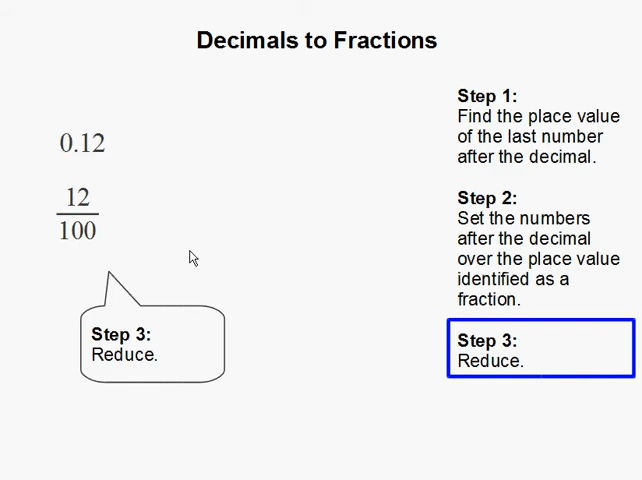 Decimals to Fractions
0.12
12
100
Step 3:
Reduce.
Step 1:
Find the place value
of the last number
after the decimal.
Step 2:
Set the numbers
after the decimal
over the place value
identified as a
fraction.
Step 3:
Reduce.